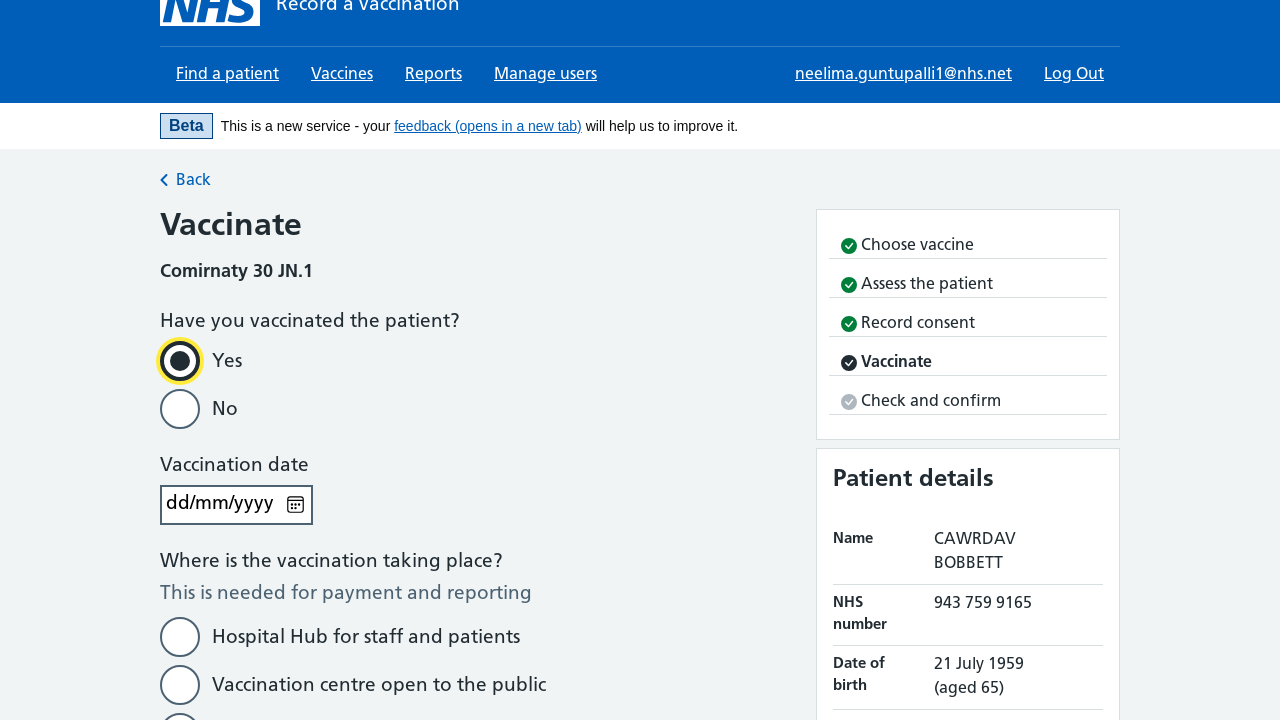 NHS Record a vaccination
Find a patient Vaccines Reports Manage users neelima.guntupalli1@nhs.net Log Out
Beta This is a new service - your feedback (opens in a new tab) will help us to improve it.
Back
Vaccinate
Comirnaty 30 JN.1
Have you vaccinated the patient?
Yes
No
Vaccination date
dd/mm/yyyy
Where is the vaccination taking place?
This is needed for payment and reporting
Hospital Hub for staff and patients
Vaccination centre open to the public
Choose vaccine
Assess the patient
Record consent
Vaccinate
Check and confirm
Patient details
Name CAWRDAV
BOBBETT
NHS 943 759 9165
number
Date of 21 July 1959
birth (aged 65)